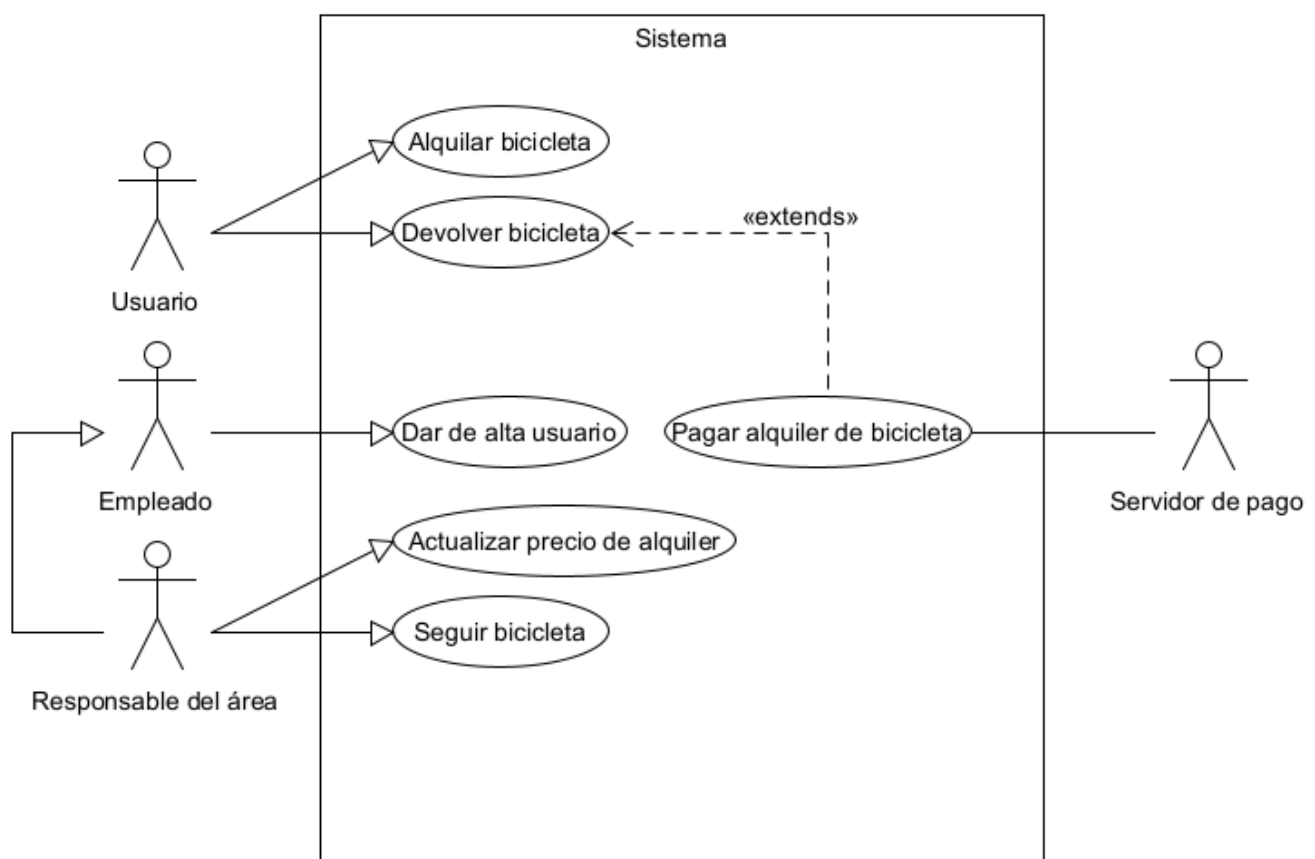 Sistema
Alquilar bicicleta
Devolver bicicleta
«extends»
Usuario
Dar de alta usuario
Pagar alquiler de bicicleta
Empleado
Servidor de pago
Actualizar precio de alquiler
Seguir bicicleta
Responsable del área